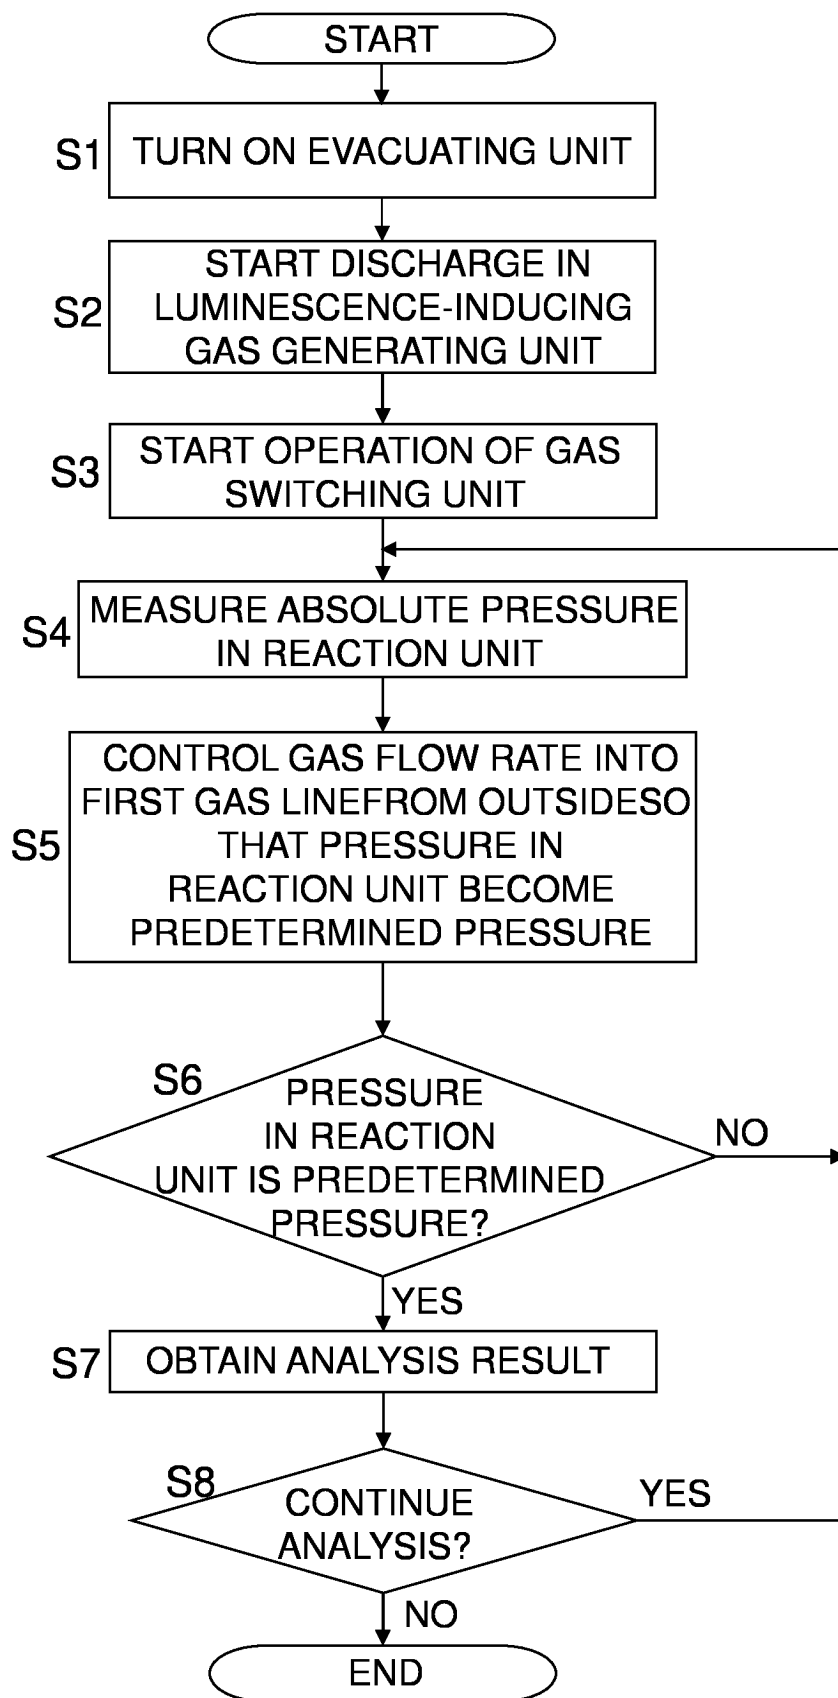 START
S1
TURN ON EVACUATING UNIT
S2
START DISCHARGE IN
LUMINESCENCE-INDUCING
GAS GENERATING UNIT
S3
START OPERATION OF GAS
SWITCHING UNIT
S4
MEASURE ABSOLUTE PRESSURE
IN REACTION UNIT
S5
CONTROL GAS FLOW RATE INTO
FIRST GAS LINEFROM OUTSIDESO
THAT PRESSURE IN
REACTION UNIT BECOME
PREDETERMINED PRESSURE
S6
PRESSURE
IN REACTION
UNIT IS PREDETERMINED
PRESSURE?
NO
YES
S7
OBTAIN ANALYSIS RESULT
S8
CONTINUE
ANALYSIS?
YES
NO
END